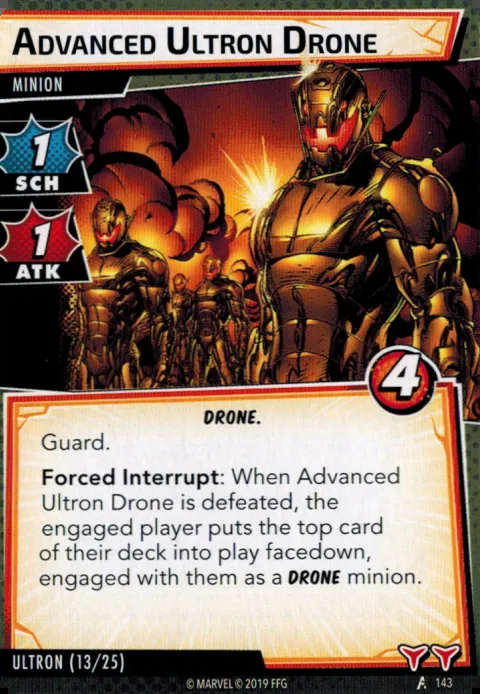 ADVANCED ULTRON DRONE
MINION
1
SCH
1
ATK
4
DRONE.
Guard.
Forced Interrupt: When Advanced
Ultron Drone is defeated, the
engaged player puts the top card
of their deck into play facedown,
engaged with them as a DRONE minion.
ULTRON (13/25)
© MARVEL © 2019 FFG
A 143